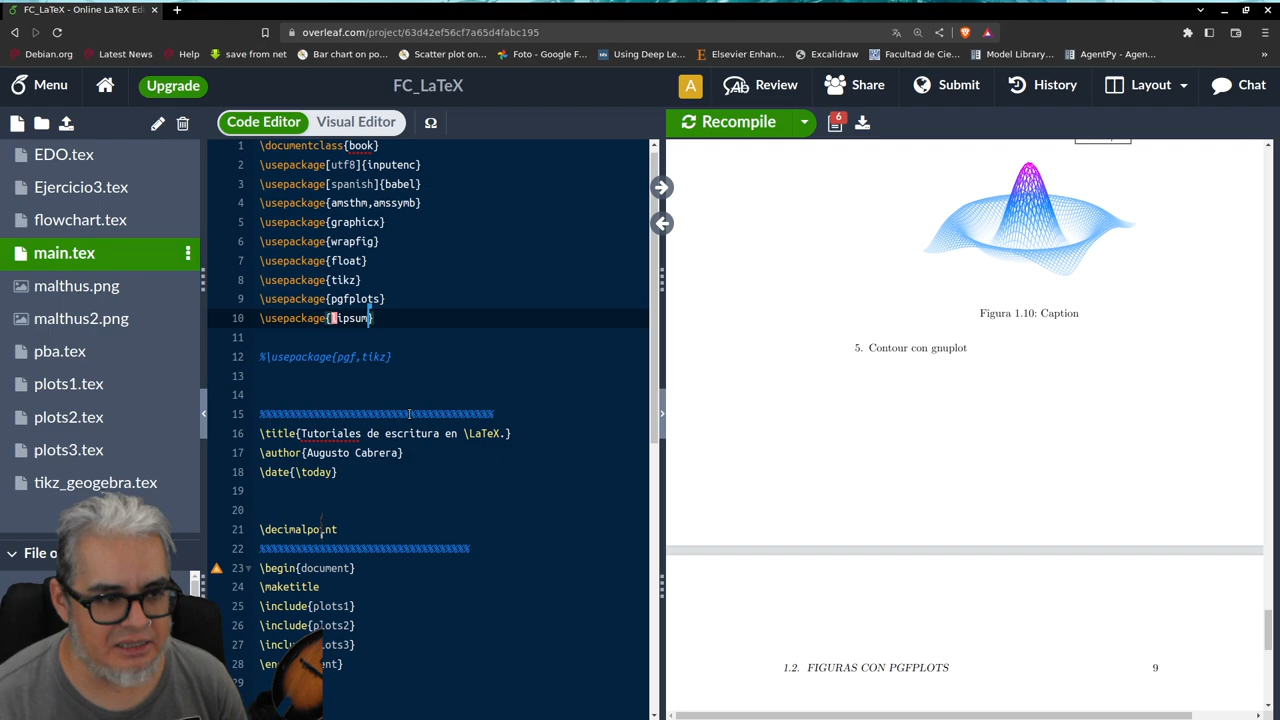 FC_LaTeX - Online LaTeX Edi
overleaf.com/project/63d42ef56cf7a65d4fabc195
Debian.org
Latest News
Help
save from net
Bar chart on po...
Scatter plot on...
Foto - Google F...
Using Deep Le...
Elsevier Enhan...
Excalidraw
Facultad de Cie...
Model Library...
AgentPy - Agen...
Menu
Upgrade
FC_LaTeX
A
Review
Share
Submit
History
Layout
Chat
Code Editor
Visual Editor
Ω
Recompile
6
EDO.tex
Ejercicio3.tex
flowchart.tex
main.tex
malthus.png
malthus2.png
pba.tex
plots1.tex
plots2.tex
plots3.tex
tikz_geogebra.tex
File o
1 \documentclass{book}
2 \usepackage[utf8]{inputenc}
3 \usepackage[spanish]{babel}
4 \usepackage{amsthm,amssymb}
5 \usepackage{graphicx}
6 \usepackage{wrapfig}
7 \usepackage{float}
8 \usepackage{tikz}
9 \usepackage{pgfplots}
10 \usepackage{lipsum}
11
12 %\usepackage{pgf,tikz}
13
14
15 %%%%%%%%%%%%%%%%%%%%%%%%%%%%%%%%%%%%%%%
16 \title{Tutoriales de escritura en \LaTeX.}
17 \author{Augusto Cabrera}
18 \date{\today}
19
20
21 \decimalpoint
22 %%%%%%%%%%%%%%%%%%%%%%%%%%%%%%%%%%%
23 \begin{document}
24 \maketitle
25 \include{plots1}
26 \include{plots2}
27 \inclu lots3}
28 \en ent}
29
Figura 1.10: Caption
5. Contour con gnuplot
1.2. FIGURAS CON PGFPLOTS 9